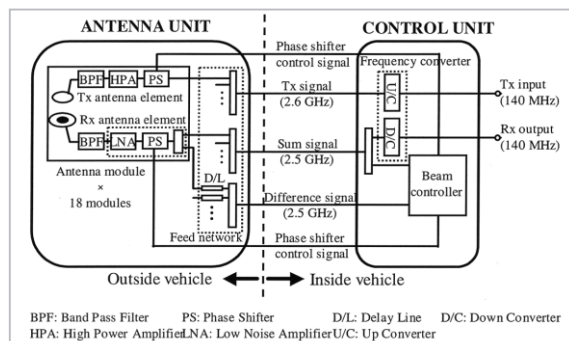 ANTENNA UNIT
CONTROL UNIT
Phase shifter
control signal
Frequency converter
BPF HPA PS
Tx antenna element
Tx signal
(2.6 GHz)
U/C
Tx input
(140 MHz)
Rx antenna element
BPF LNA PS
Sum signal
(2.5 GHz)
D/C
Rx output
(140 MHz)
Antenna module
×
18 modules
D/L
Difference signal
(2.5 GHz)
Beam
controller
Feed network
Phase shifter
control signal
Outside vehicle
Inside vehicle
BPF: Band Pass Filter PS: Phase Shifter D/L: Delay Line D/C: Down Converter
HPA: High Power Amplifier LNA: Low Noise Amplifier U/C: Up Converter